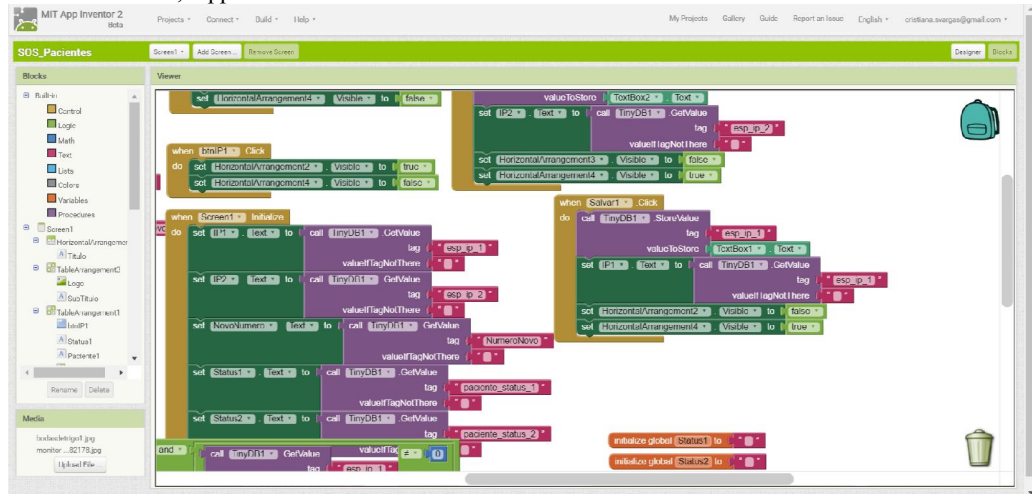 MIT App Inventor 2
Beta
Projects Connect Build Help
My Projects Gallery Guide Report an Issue English cristiana.svargas@gmail.com
SOS_Pacientes
Screen1 Add Screen ... Remove Screen
Designer Blocks
Blocks
Viewer
Built-in
Control
Logic
Math
Text
Lists
Colors
Variables
Procedures
Screen1
HorizontalArrangemer
Titulo
TableArrangement3
Logo
SubTitulo
TableArrangement1
btnIP1
Status1
Paciente1
Rename Delete
Media
monitor ...82178.jpg
Upload File ...
set HorizontalArrangement4 . Visible to false
when btnIP1 .Click
do set HorizontalArrangement2 . Visible to true
set HorizontalArrangement4 . Visible to false
valueToStore TextBox2 . Text
set IP2 . Text to call TinyDB1 .GetValue
tag " esp_ip_2 "
valueIfTagNotThere " "
set HorizontalArrangement3 . Visible to false
set HorizontalArrangement4 . Visible to true
when Screen1 .Initialize
do set IP1 . Text to call TinyDB1 .GetValue
tag " esp_ip_1 "
valueIfTagNotThere " "
set IP2 . Text to call TinyDB1 .GetValue
tag " esp_ip_2 "
valueIfTagNotThere " "
set NovoNumero . Text to call TinyDB1 .GetValue
tag " NumeroNovo "
valueIfTagNotThere " "
set Status1 . Text to call TinyDB1 .GetValue
tag " paciente_status_1 "
valueIfTagNotThere " "
set Status2 . Text to call TinyDB1 .GetValue
tag " paciente_status_2 "
valueIfTag
and call TinyDB1 .GetValue ≠ 0
tag " esp_ip_1 "
when Salvar1 .Click
do call TinyDB1 .StoreValue
tag " esp_ip_1 "
valueToStore TextBox1 . Text
set IP1 . Text to call TinyDB1 .GetValue
tag " esp_ip_1 "
valueIfTagNotThere " "
set HorizontalArrangement2 . Visible to false
set HorizontalArrangement4 . Visible to true
initialize global Status1 to " "
initialize global Status2 to " "